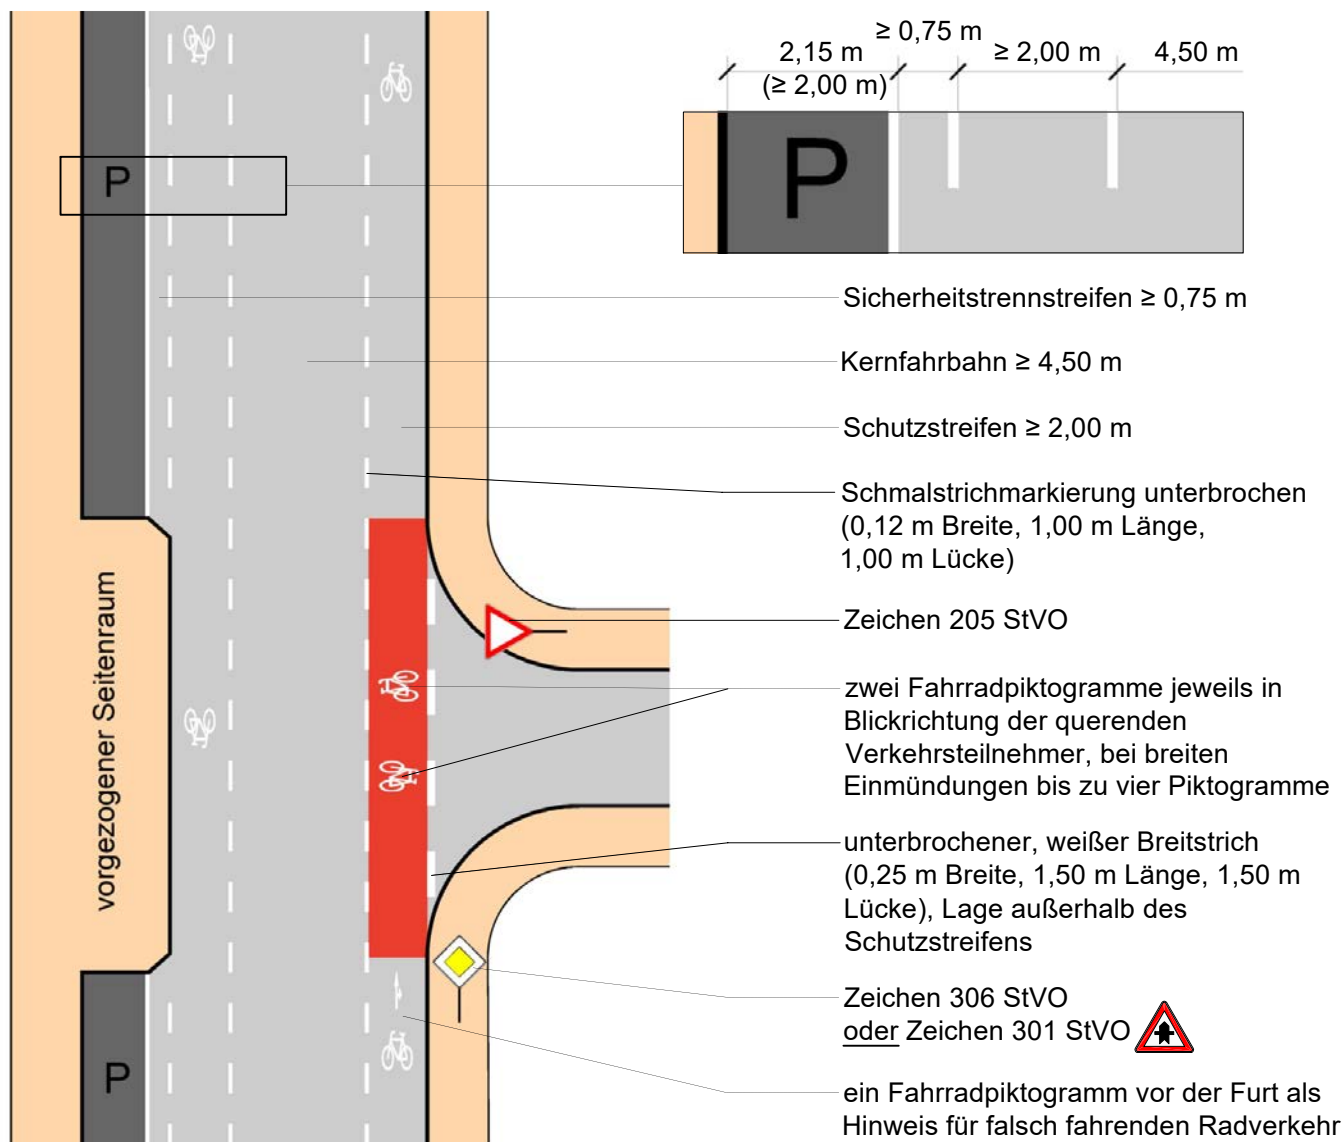 ≥ 0,75 m
2,15 m
≥ 2,00 m
4,50 m
(≥ 2,00 m)
P
P
Sicherheitstrennstreifen ≥ 0,75 m
Kernfahrbahn ≥ 4,50 m
Schutzstreifen ≥ 2,00 m
Schmalstrichmarkierung unterbrochen
(0,12 m Breite, 1,00 m Länge,
1,00 m Lücke)
vorgezogener Seitenraum
Zeichen 205 StVO
zwei Fahrradpiktogramme jeweils in
Blickrichtung der querenden
Verkehrsteilnehmer, bei breiten
Einmündungen bis zu vier Piktogramme
unterbrochener, weißer Breitstrich
(0,25 m Breite, 1,50 m Länge, 1,50 m
Lücke), Lage außerhalb des
Schutzstreifens
Zeichen 306 StVO
oder Zeichen 301 StVO
P
ein Fahrradpiktogramm vor der Furt als
Hinweis für falsch fahrenden Radverkehr